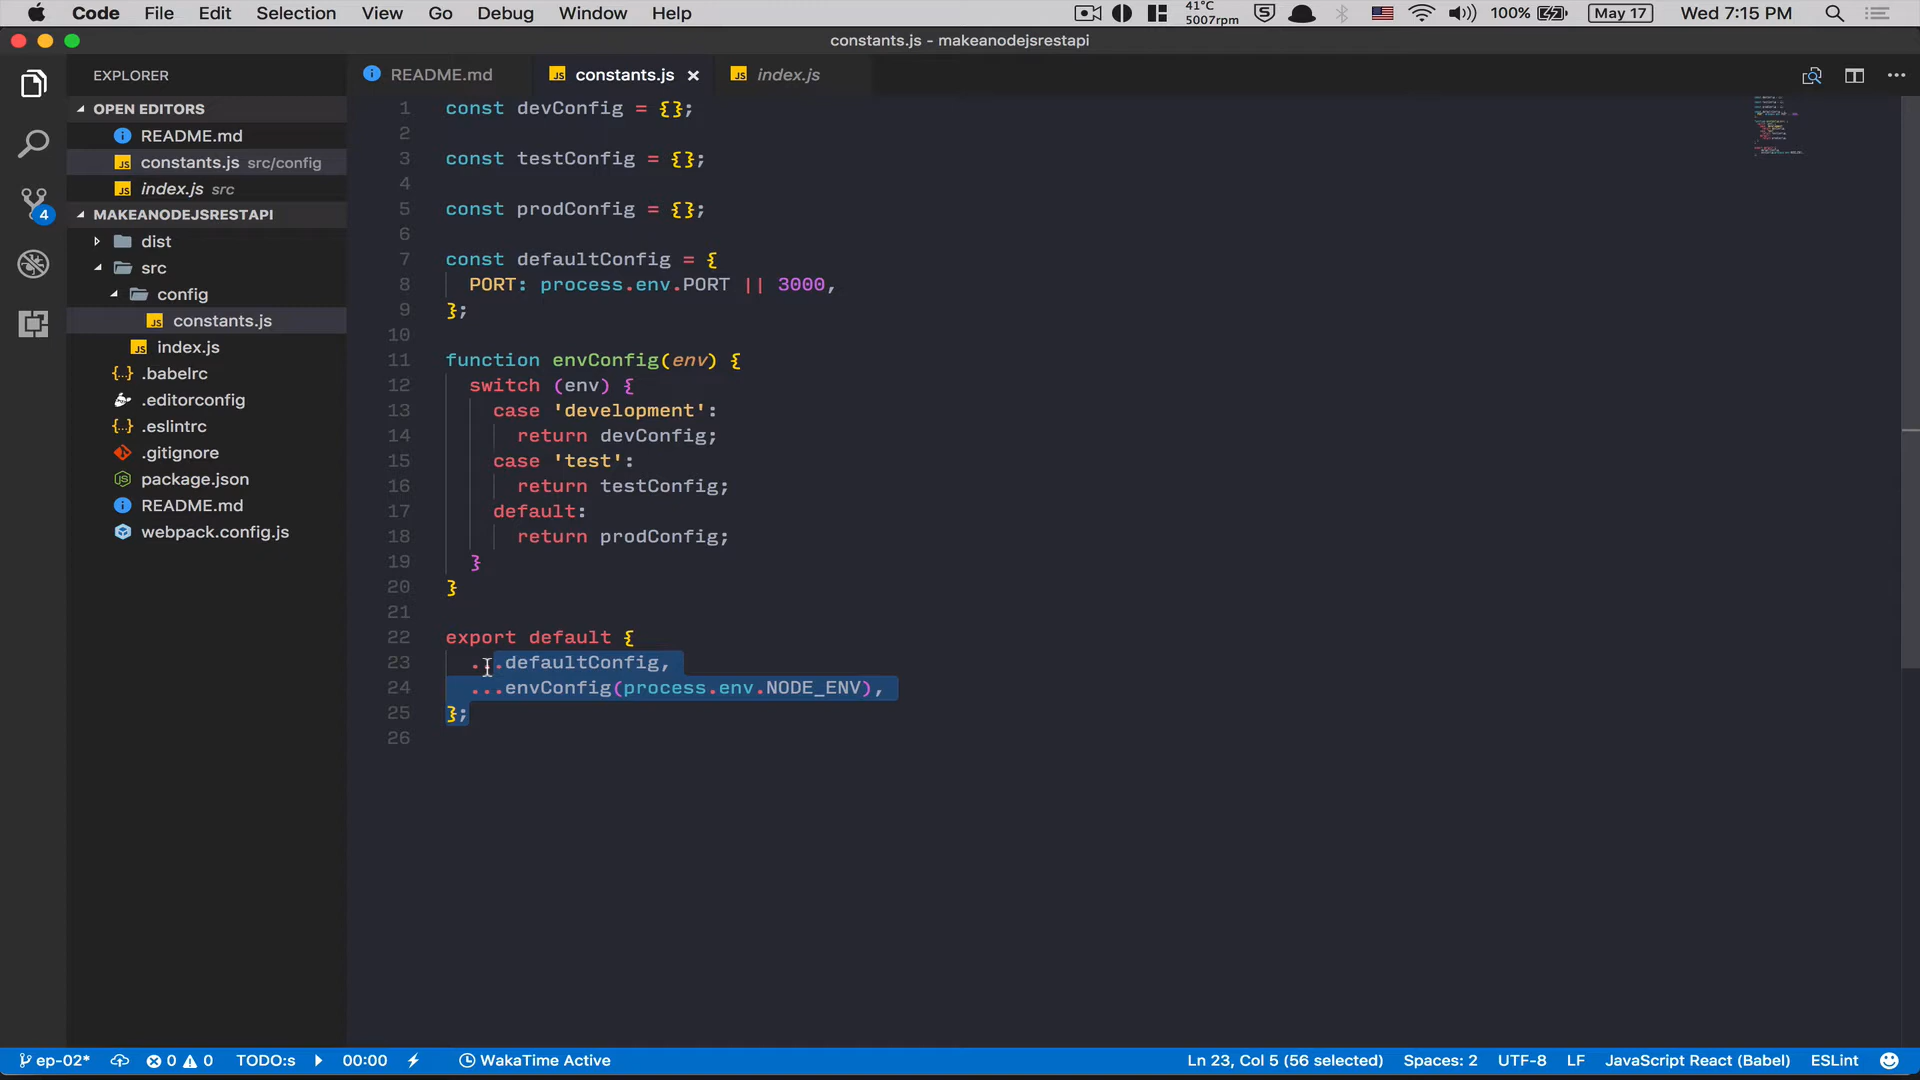 Code File Edit Selection View Go Debug Window Help 41°C 5007rpm 100% May 17 Wed 7:15 PM
constants.js - makeanodejsrestapi
EXPLORER
README.md constants.js index.js
OPEN EDITORS
README.md
constants.js src/config
index.js src
MAKEANODEJSRESTAPI
dist
src
config
constants.js
index.js
.babelrc
.editorconfig
.eslintrc
.gitignore
package.json
README.md
webpack.config.js
4
1 const devConfig = {};
2
3 const testConfig = {};
4
5 const prodConfig = {};
6
7 const defaultConfig = {
8 PORT: process.env.PORT || 3000,
9 };
10
11 function envConfig(env) {
12 switch (env) {
13 case 'development':
14 return devConfig;
15 case 'test':
16 return testConfig;
17 default:
18 return prodConfig;
19 }
20 }
21
22 export default {
23 ...defaultConfig,
24 ...envConfig(process.env.NODE_ENV),
25 };
26
ep-02* 0 0 TODO:s 00:00 WakaTime Active Ln 23, Col 5 (56 selected) Spaces: 2 UTF-8 LF JavaScript React (Babel) ESLint